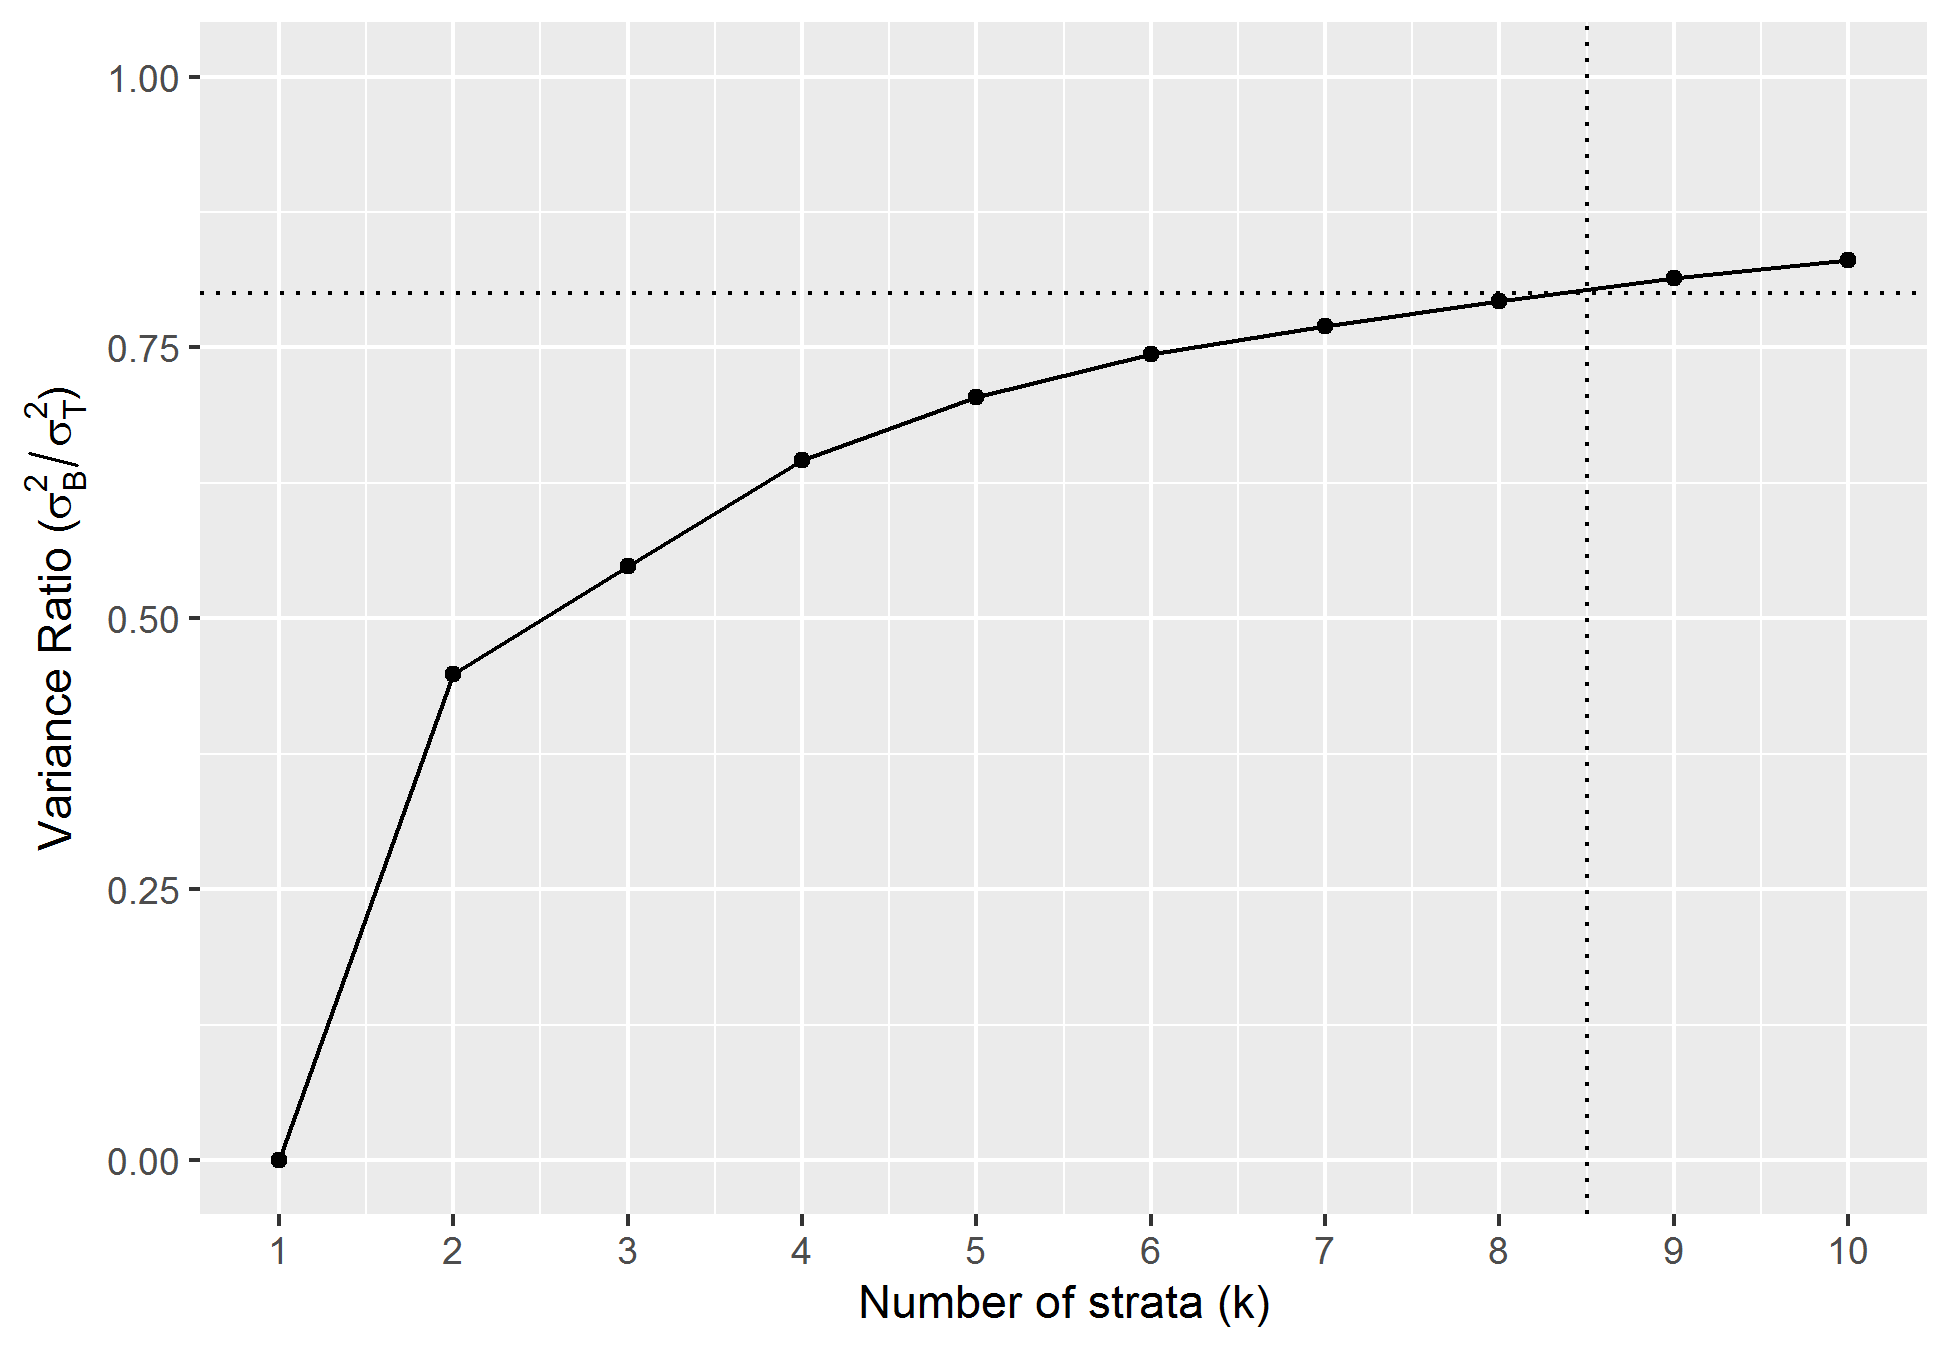 Variance Ratio (σ²B/σ²T)
1.00
0.75
0.50
0.25
0.00
1 2 3 4 5 6 7 8 9 10
Number of strata (k)